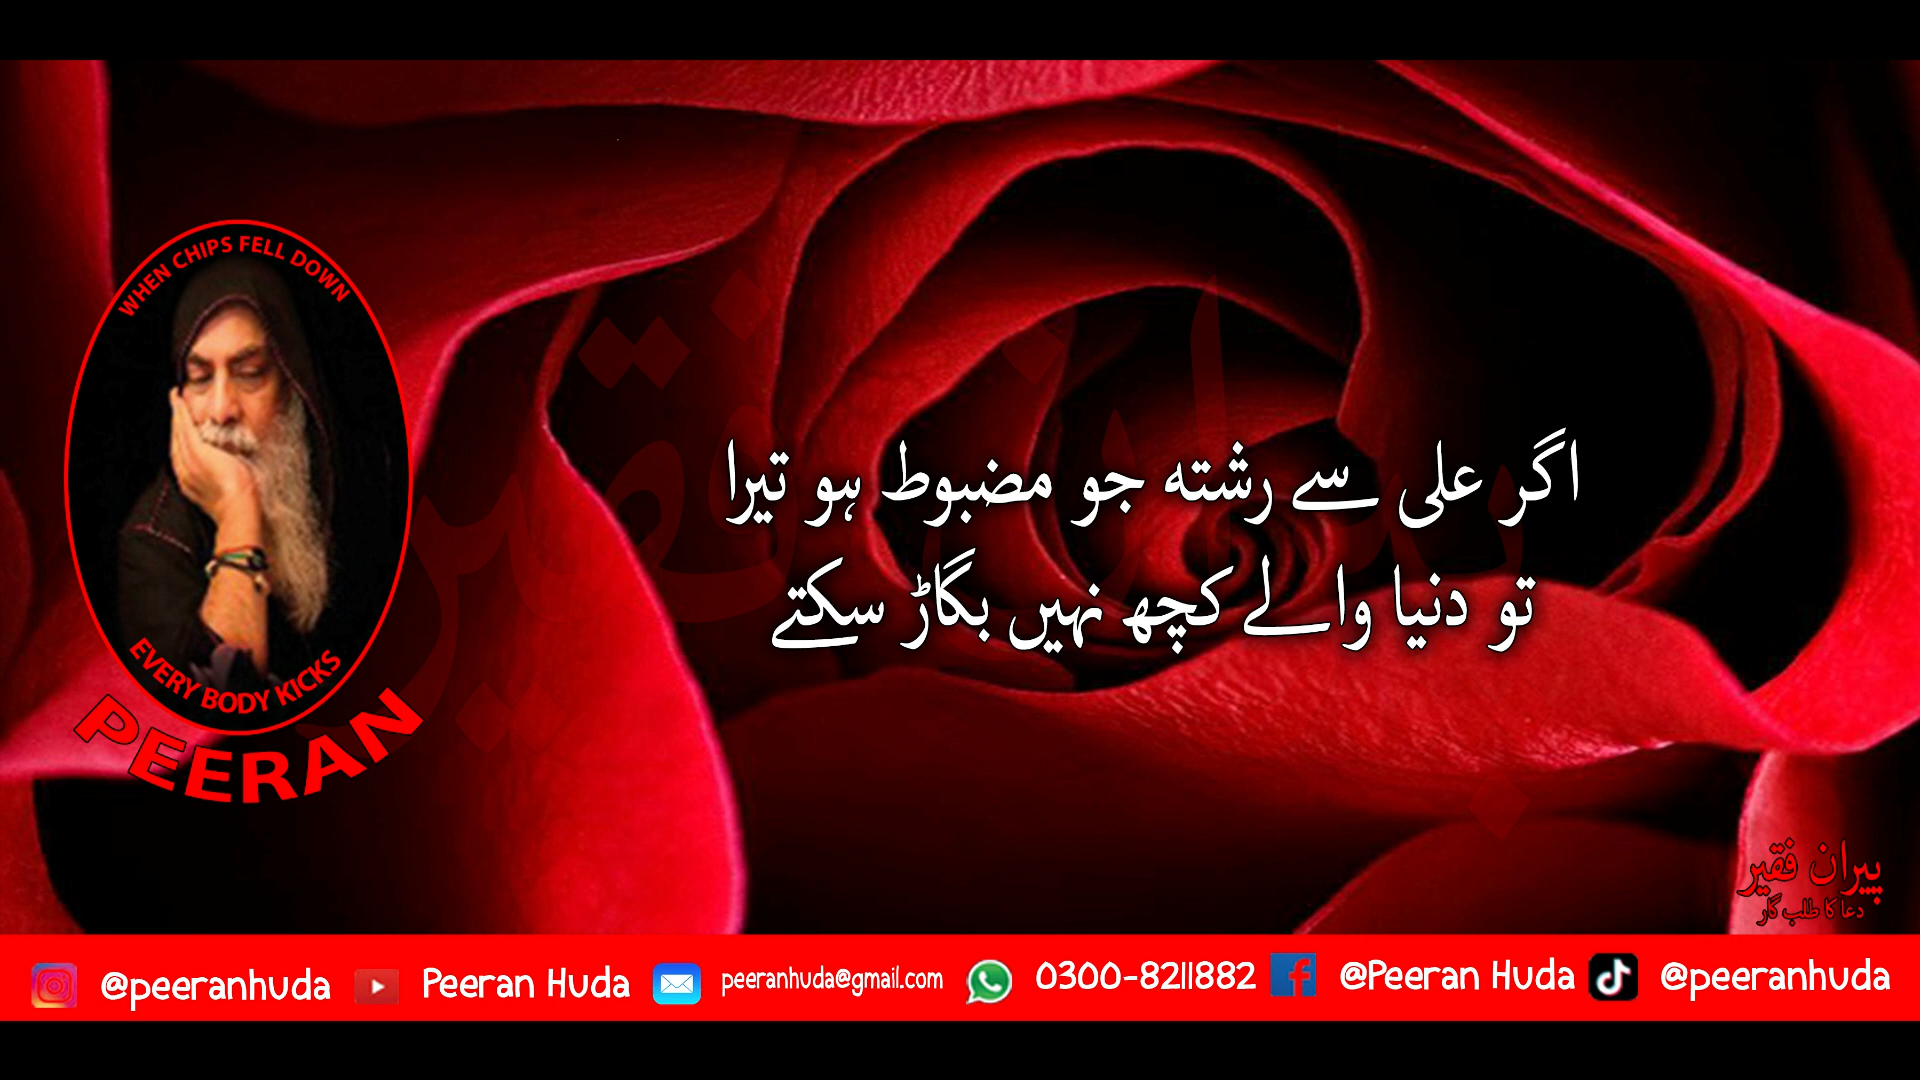 WHEN CHIPS FELL DOWN
EVERY BODY KICKS
PEERAN
اگر علی سے رشتہ جو مضبوط ہو تیرا
تو دنیا والے کچھ نہیں بگاڑ سکتے
پیران فقیر
پیران فقیر
دعا کا طلب گار
@peeranhuda Peeran Huda peeranhuda@gmail.com 0300-8211882 @Peeran Huda @peeranhuda